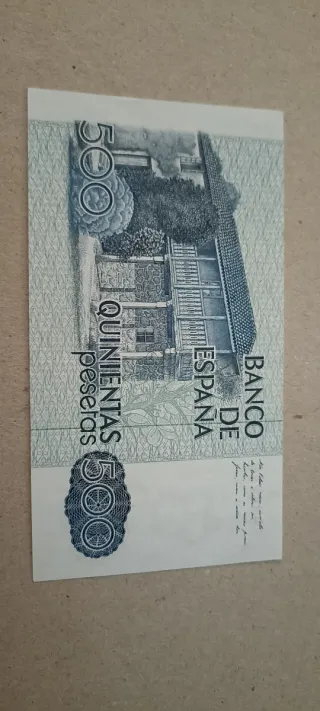 BANCO
DE
ESPAÑA
500
QUINIENTAS
pesetas
500